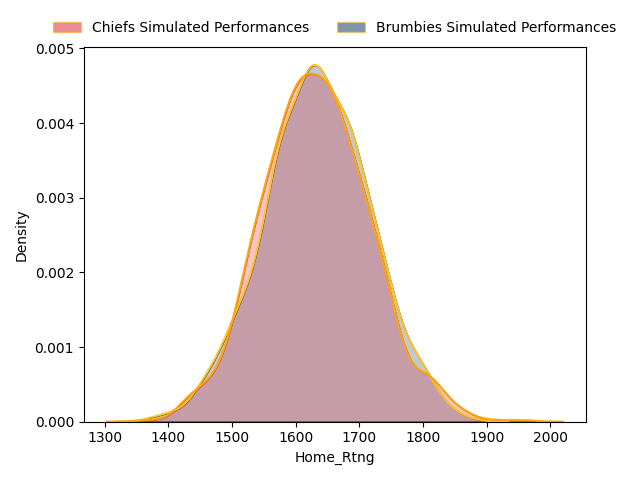 Chiefs Simulated Performances Brumbies Simulated Performances
0.005
0.004
0.003
0.002
0.001
0.000
Density
1300 1400 1500 1600 1700 1800 1900 2000
Home_Rtng